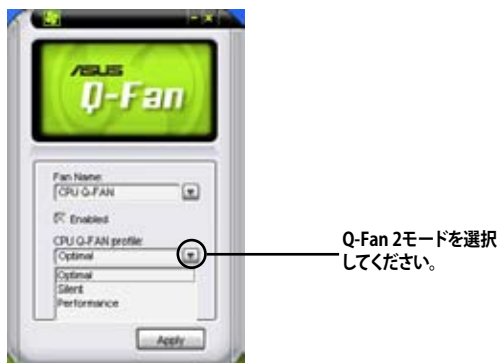 ASUS
Q-Fan
Fan Name:
CPU Q-FAN
Enabled
CPU Q-FAN profile:
Optimal
Optimal
Silent
Performance
Apply
Q-Fan 2モードを選択
してください。